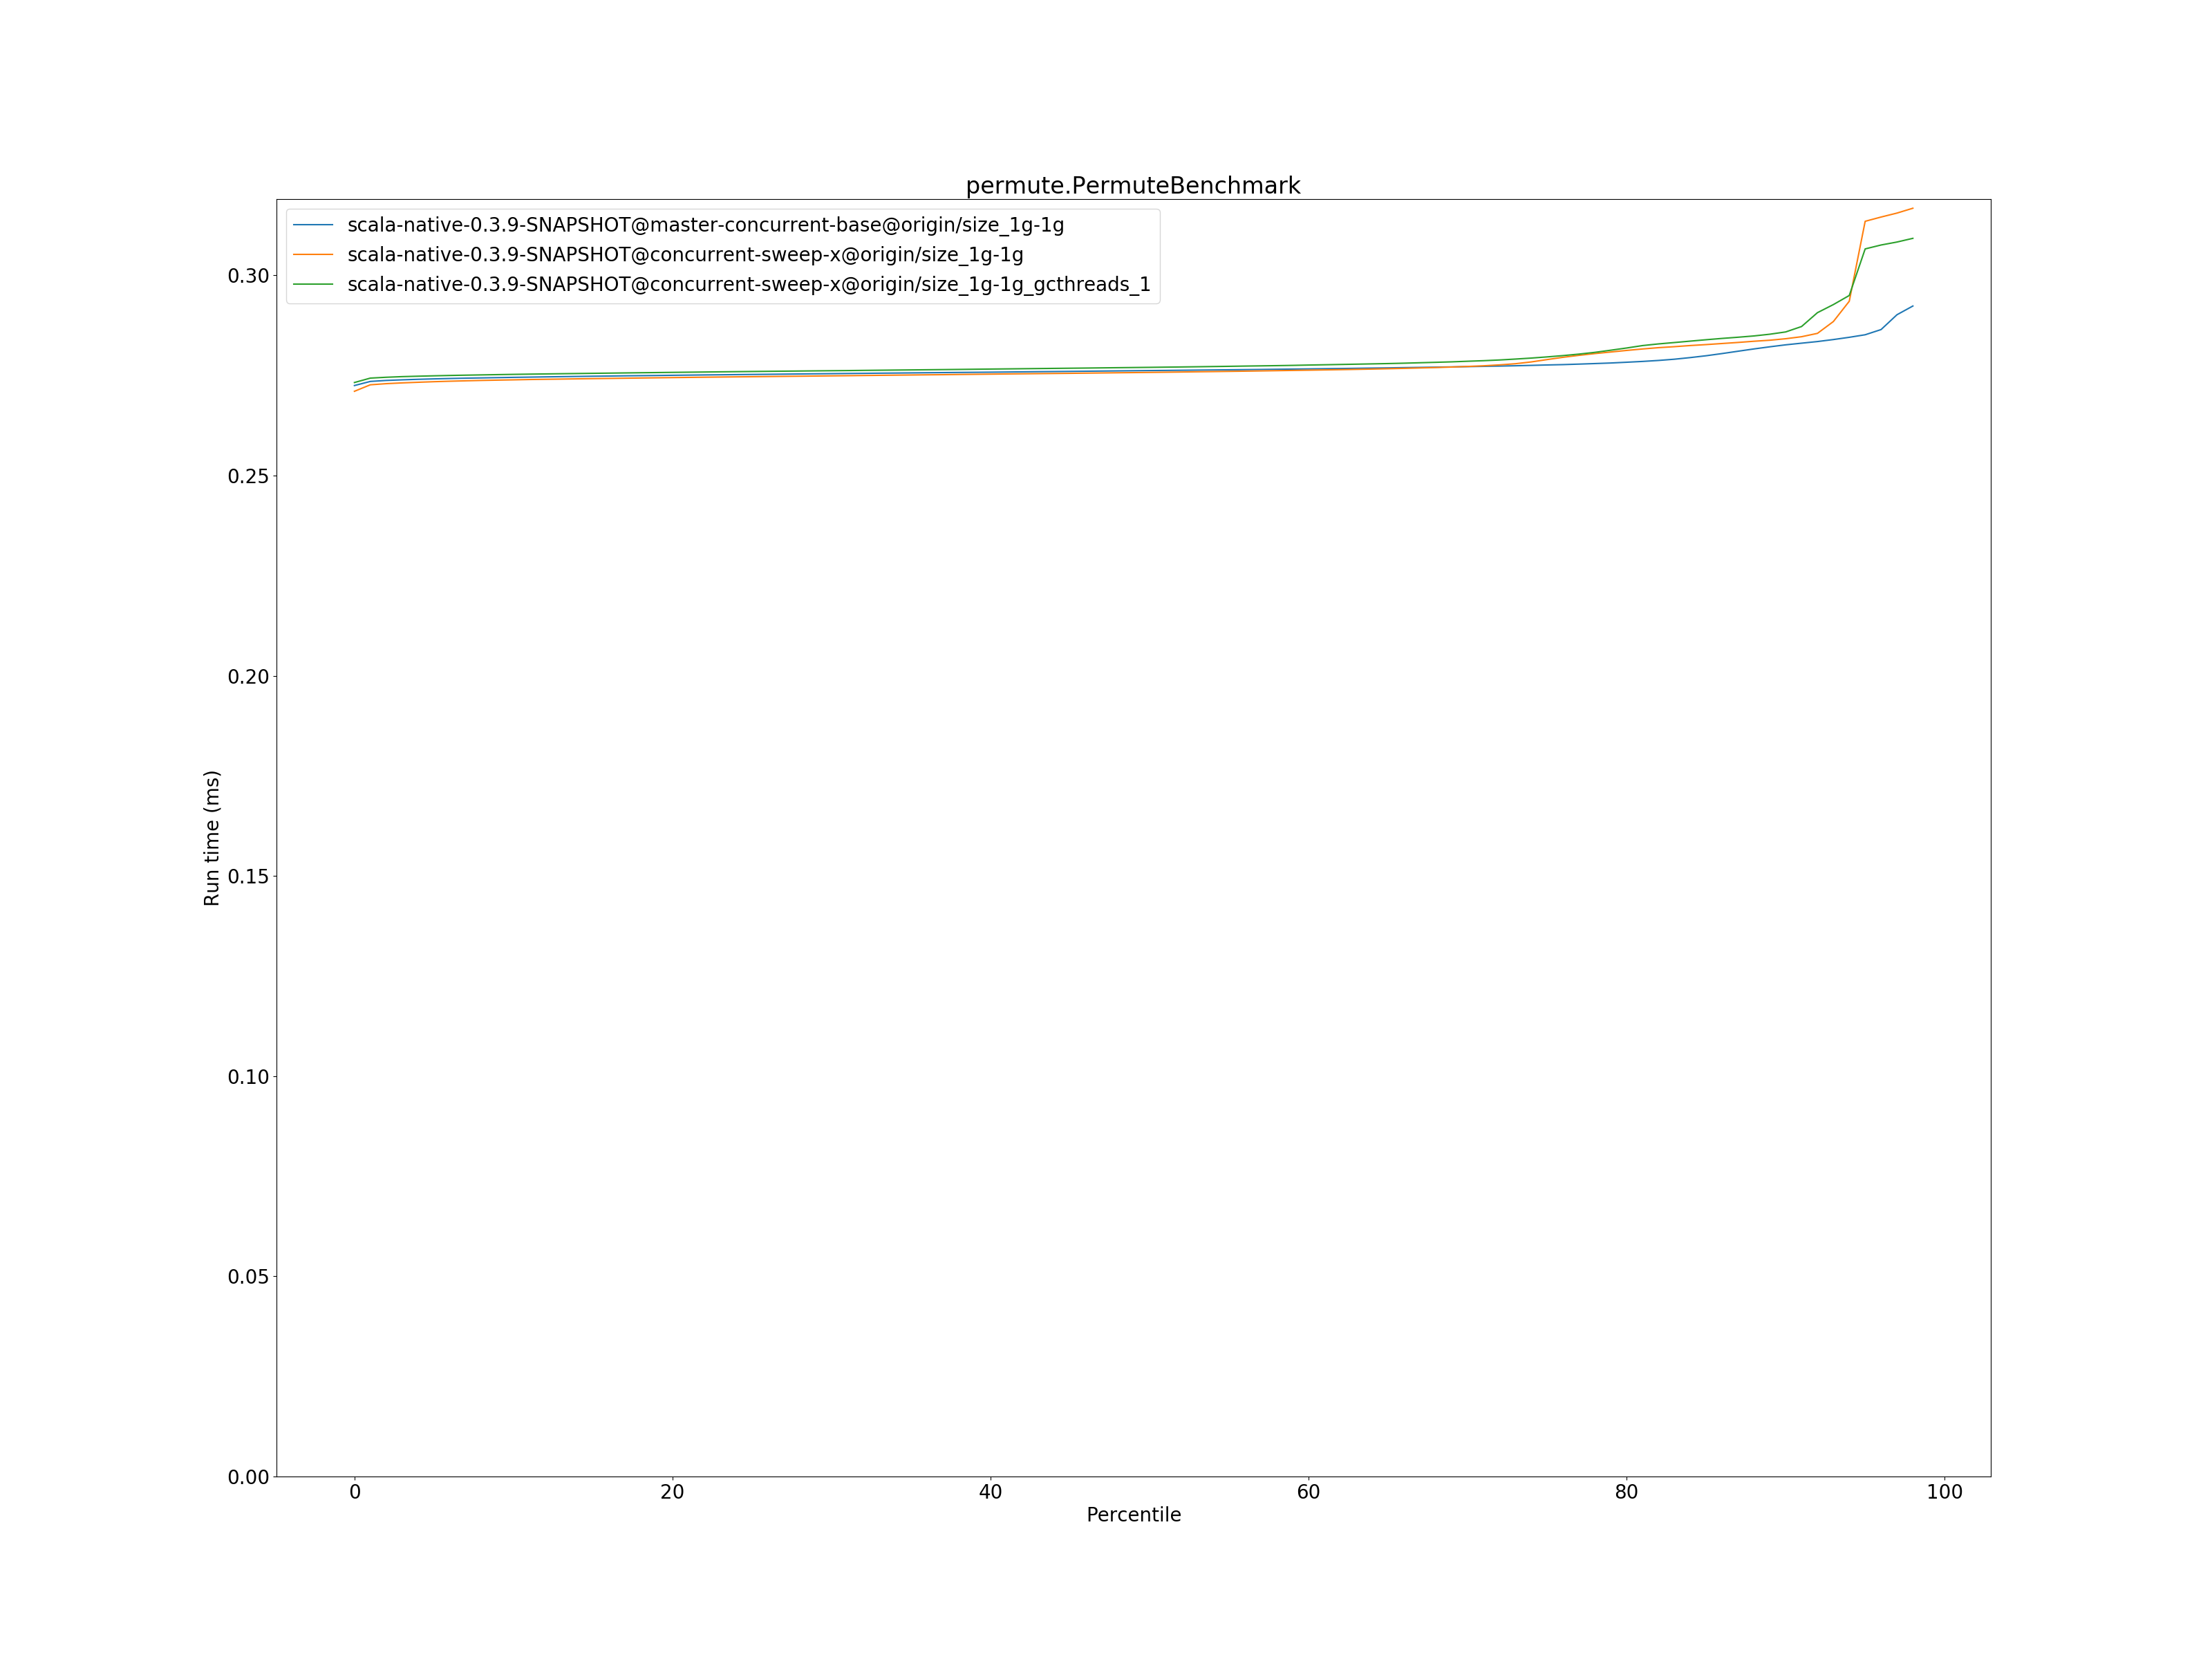 permute.PermuteBenchmark
scala-native-0.3.9-SNAPSHOT@master-concurrent-base@origin/size_1g-1g
scala-native-0.3.9-SNAPSHOT@concurrent-sweep-x@origin/size_1g-1g
scala-native-0.3.9-SNAPSHOT@concurrent-sweep-x@origin/size_1g-1g_gcthreads_1
0.30
0.25
0.20
0.15
0.10
0.05
0.00
Run time (ms)
0 20 40 60 80 100
Percentile